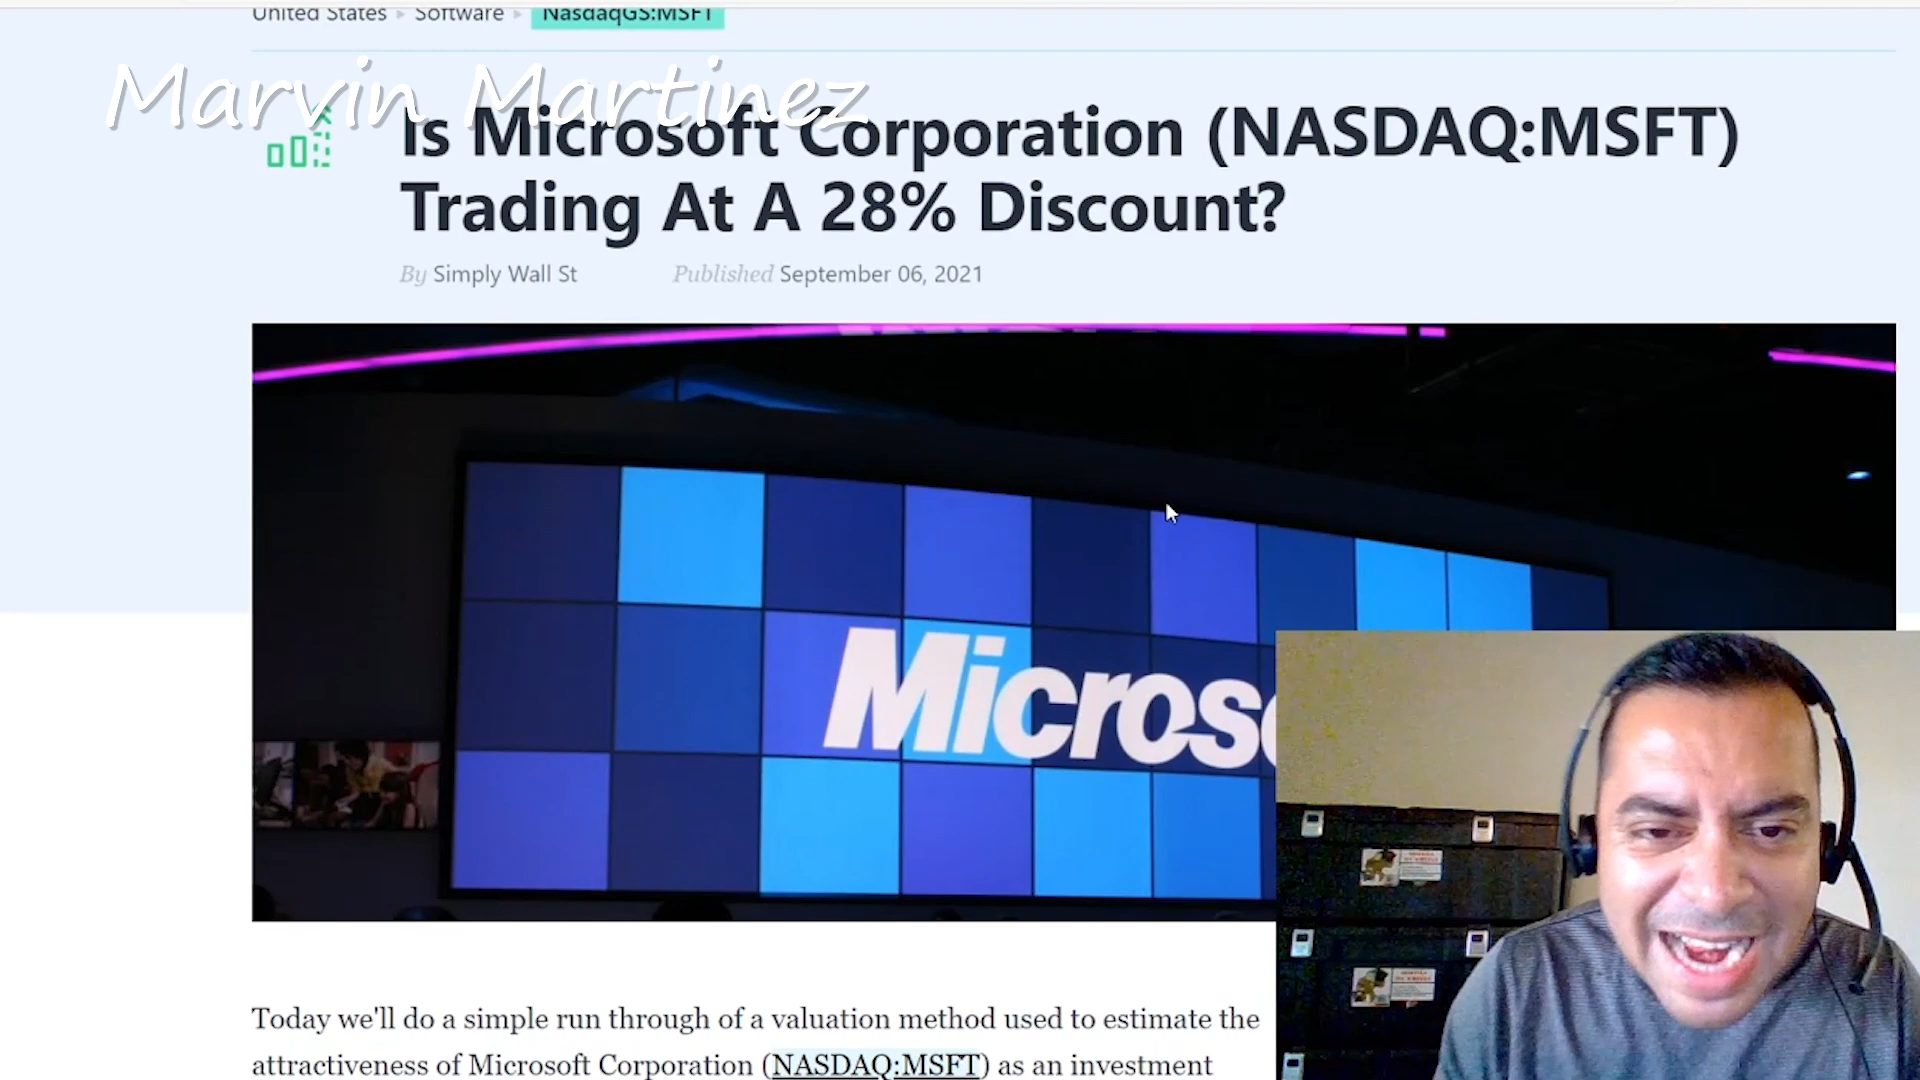 United States ▸ Software ▸ NasdaqGS:MSFT
Marvin Martinez
Is Microsoft Corporation (NASDAQ:MSFT)
Trading At A 28% Discount?
By Simply Wall St Published September 06, 2021
Micros
Today we'll do a simple run through of a valuation method used to estimate the
attractiveness of Microsoft Corporation (NASDAQ:MSFT) as an investment